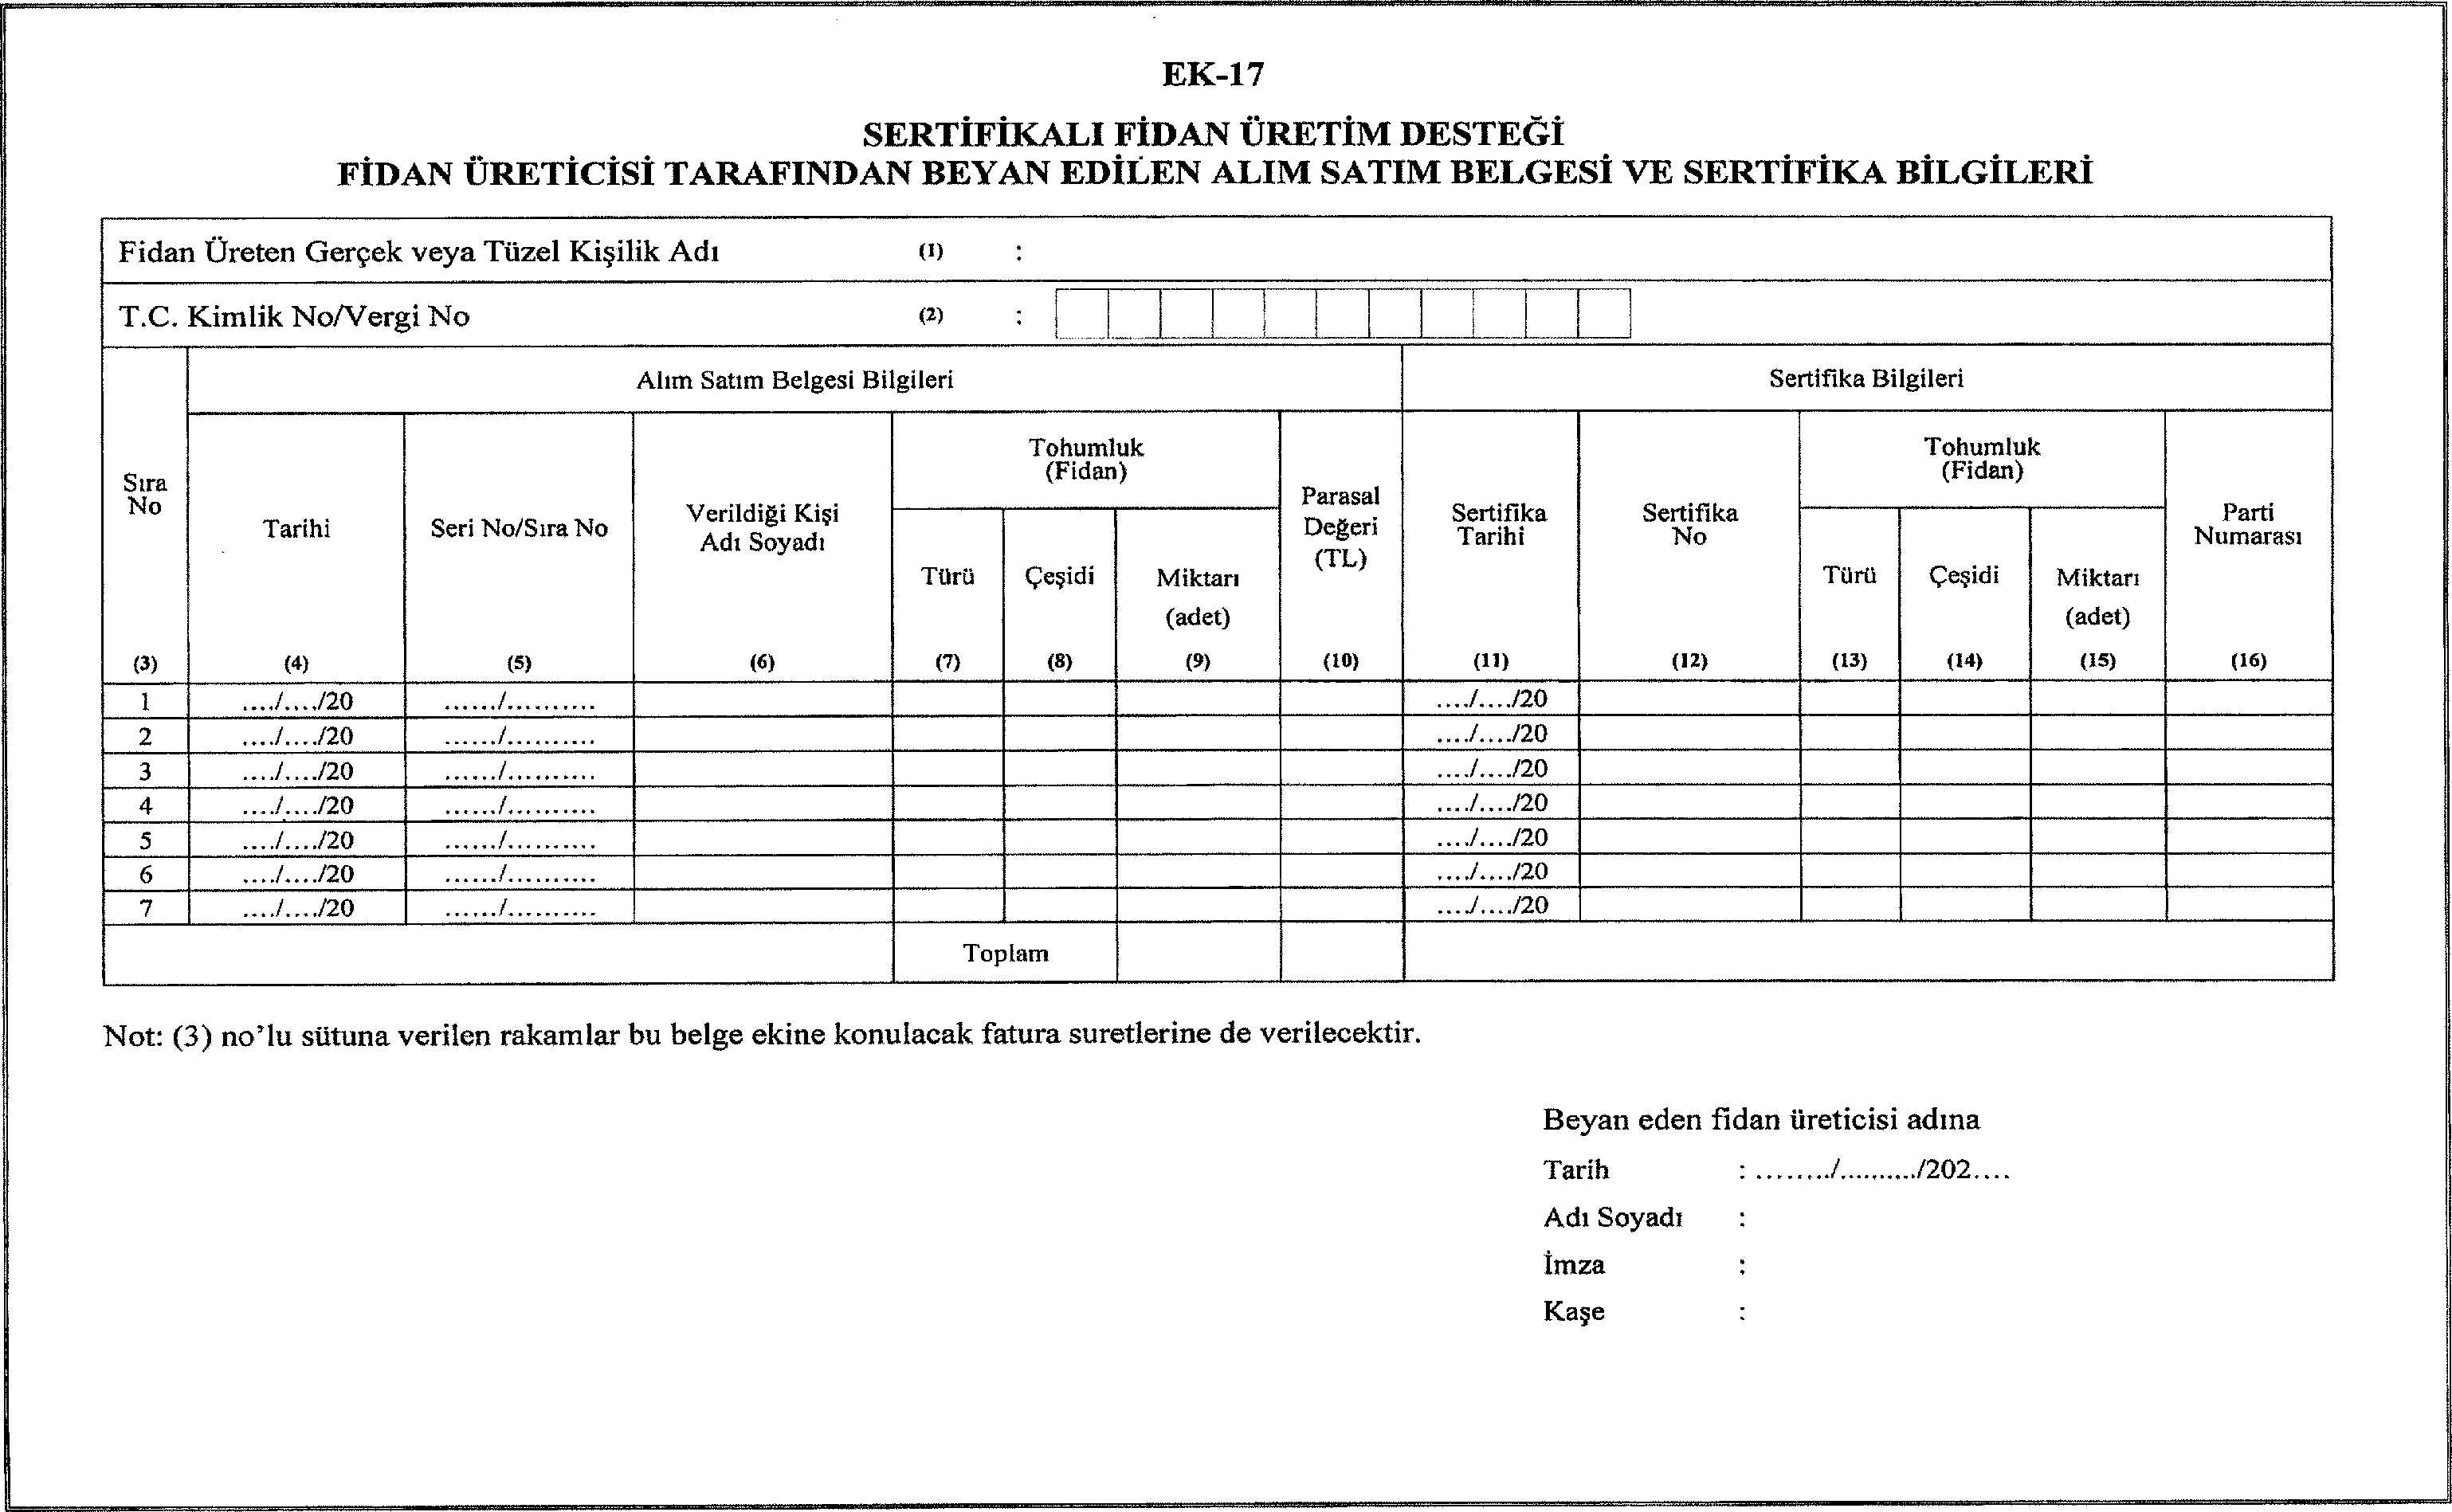 EK-17
SERTİFİKALI FİDAN ÜRETİM DESTEĞİ
FİDAN ÜRETİCİSİ TARAFINDAN BEYAN EDİLEN ALIM SATIM BELGESİ VE SERTİFİKA BİLGİLERİ
Fidan Üreten Gerçek veya Tüzel Kişilik Adı (1) :
T.C. Kimlik No/Vergi No (2) :
Sıra
No
(3)
Alım Satım Belgesi Bilgileri
Tarihi
(4)
Seri No/Sıra No
(5)
Verildiği Kişi
Adı Soyadı
(6)
Tohumluk
(Fidan)
Türü
(7)
Çeşidi
(8)
Miktarı
(adet)
(9)
Parasal
Değeri
(TL)
(10)
Sertifika Bilgileri
Sertifika
Tarihi
(11)
Sertifika
No
(12)
Tohumluk
(Fidan)
Türü
(13)
Çeşidi
(14)
Miktarı
(adet)
(15)
Parti
Numarası
(16)
1 ..../..../20 ....../.......... ..../..../20
2 ..../..../20 ....../.......... ..../..../20
3 ..../..../20 ....../.......... ..../..../20
4 ..../..../20 ....../.......... ..../..../20
5 ..../..../20 ....../.......... ..../..../20
6 ..../..../20 ....../.......... ..../..../20
7 ..../..../20 ....../.......... ..../..../20
Toplam
Not: (3) no'lu sütuna verilen rakamlar bu belge ekine konulacak fatura suretlerine de verilecektir.
Beyan eden fidan üreticisi adına
Tarih : ......../........../202....
Adı Soyadı :
İmza :
Kaşe :